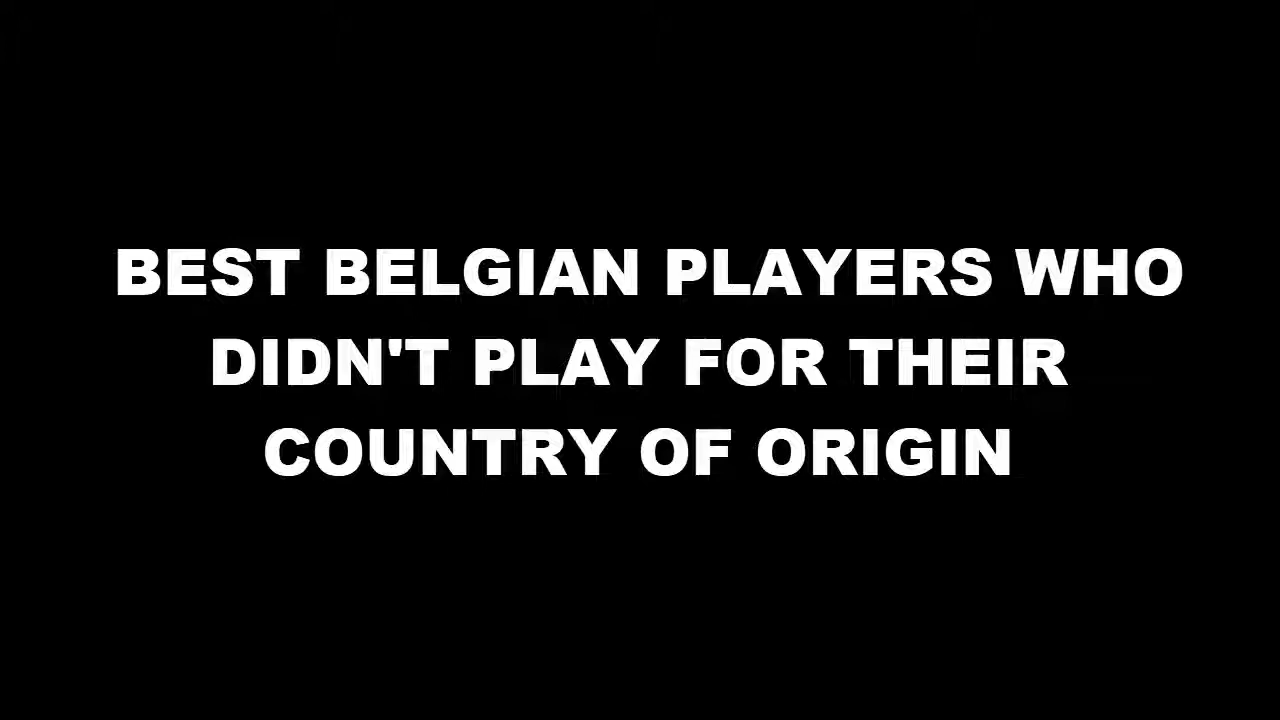 BEST BELGIAN PLAYERS WHO
DIDN'T PLAY FOR THEIR
COUNTRY OF ORIGIN